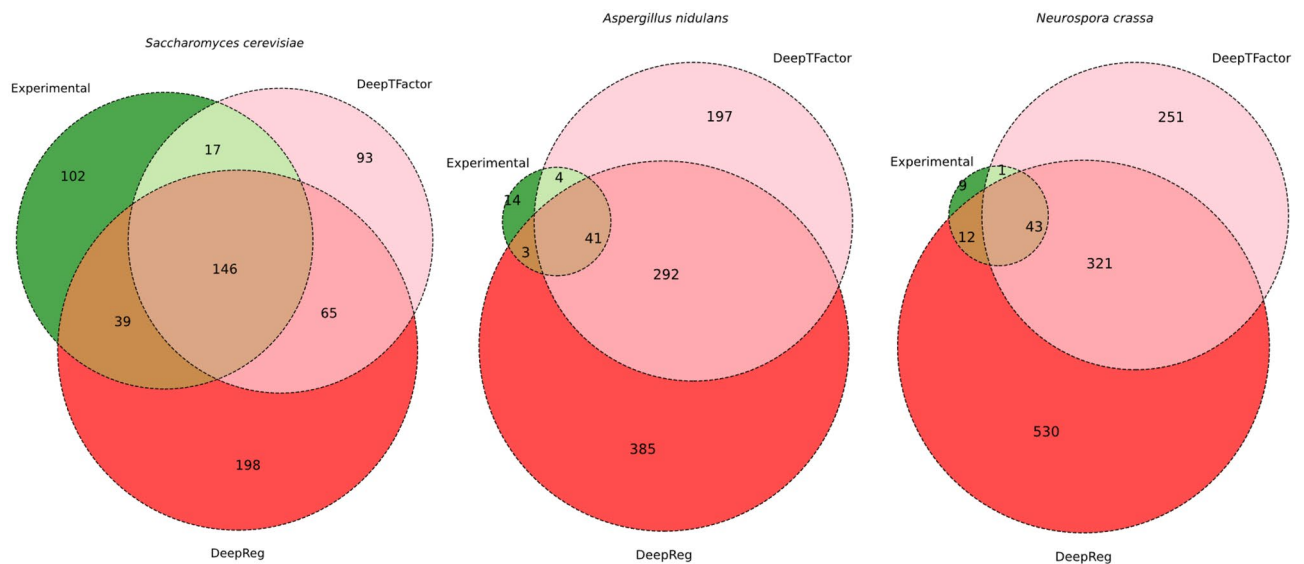 Saccharomyces cerevisiae
Experimental
DeepTFactor
102
17
93
146
39
65
198
DeepReg
Aspergillus nidulans
DeepTFactor
197
Experimental
4
14
41
3
292
385
DeepReg
Neurospora crassa
DeepTFactor
251
Experimental
1
9
43
12
321
530
DeepReg